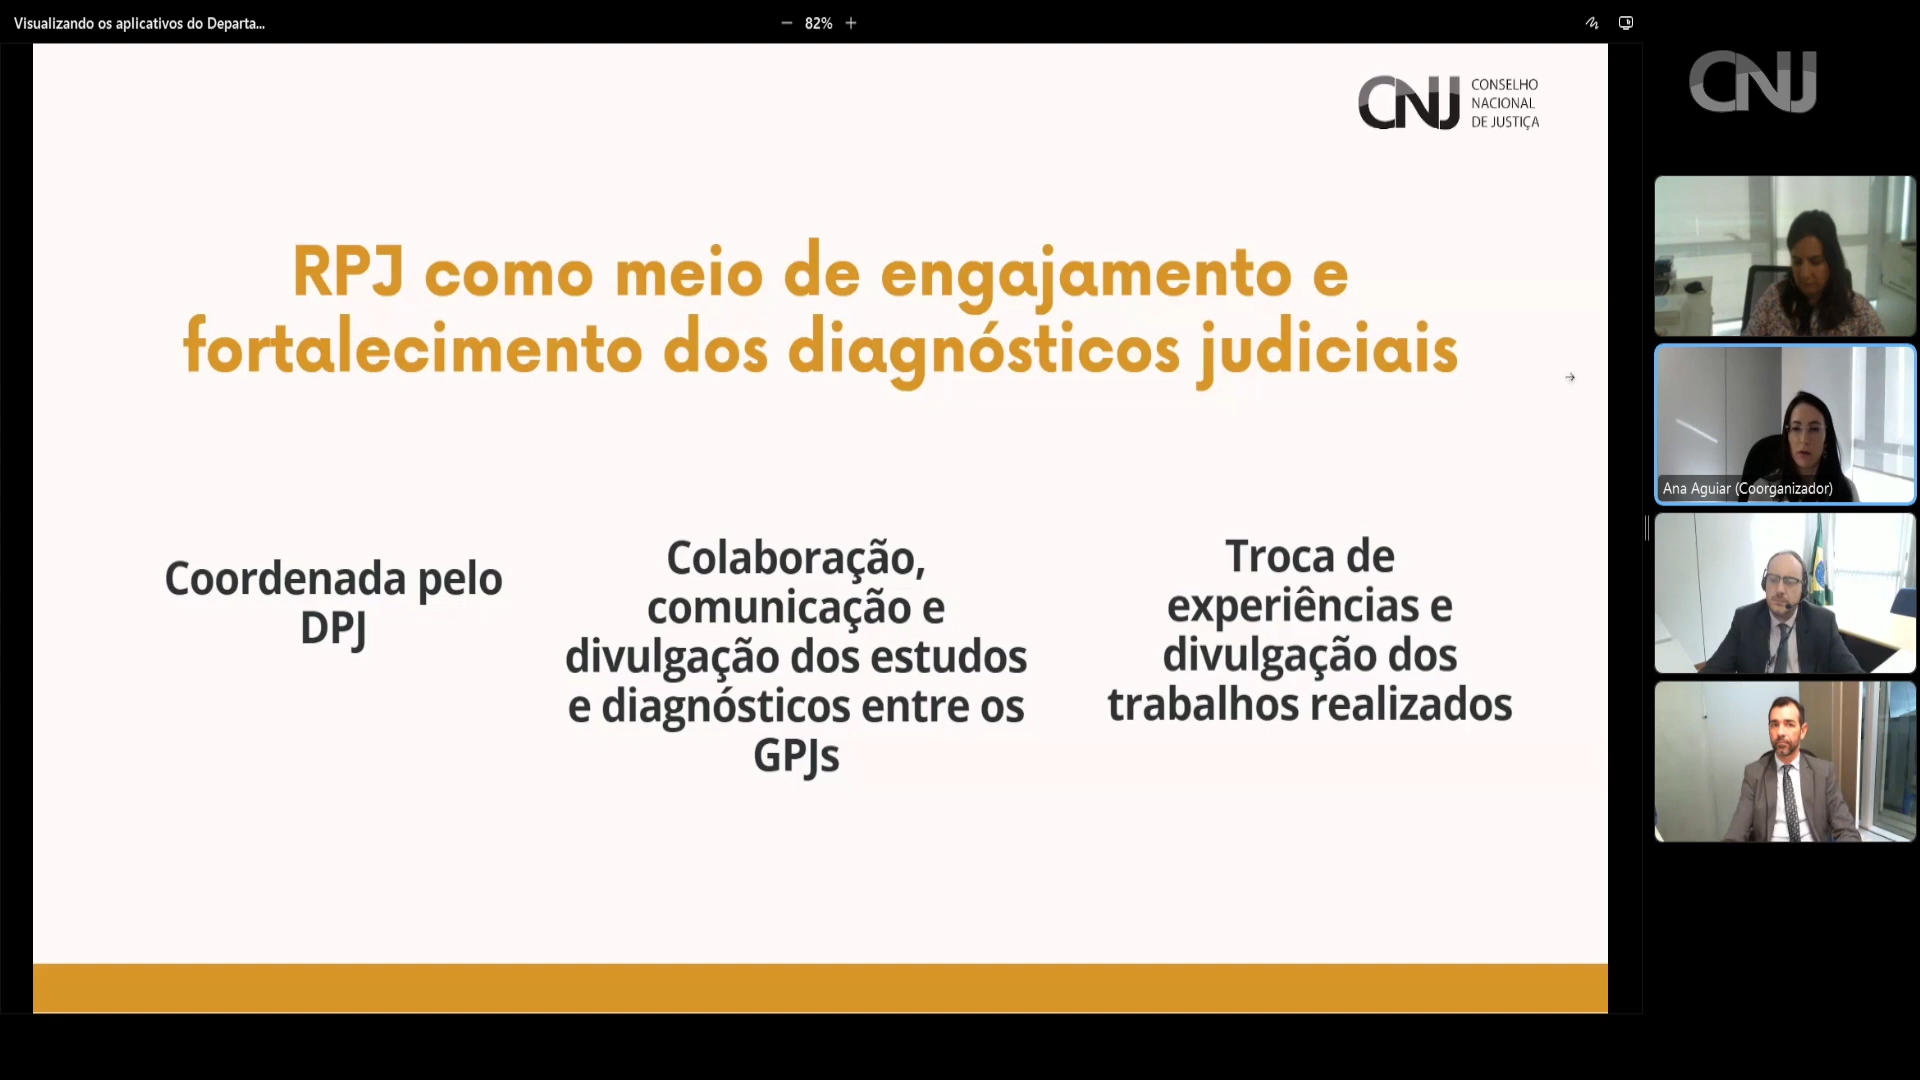 Visualizando os aplicativos do Departa...
82%
CNJ
CONSELHO
NACIONAL
DE JUSTIÇA
CNJ
RPJ como meio de engajamento e
fortalecimento dos diagnósticos judiciais
Coordenada pelo
DPJ
Colaboração,
comunicação e
divulgação dos estudos
e diagnósticos entre os
GPJs
Troca de
experiências e
divulgação dos
trabalhos realizados
Ana Aguiar (Coorganizador)